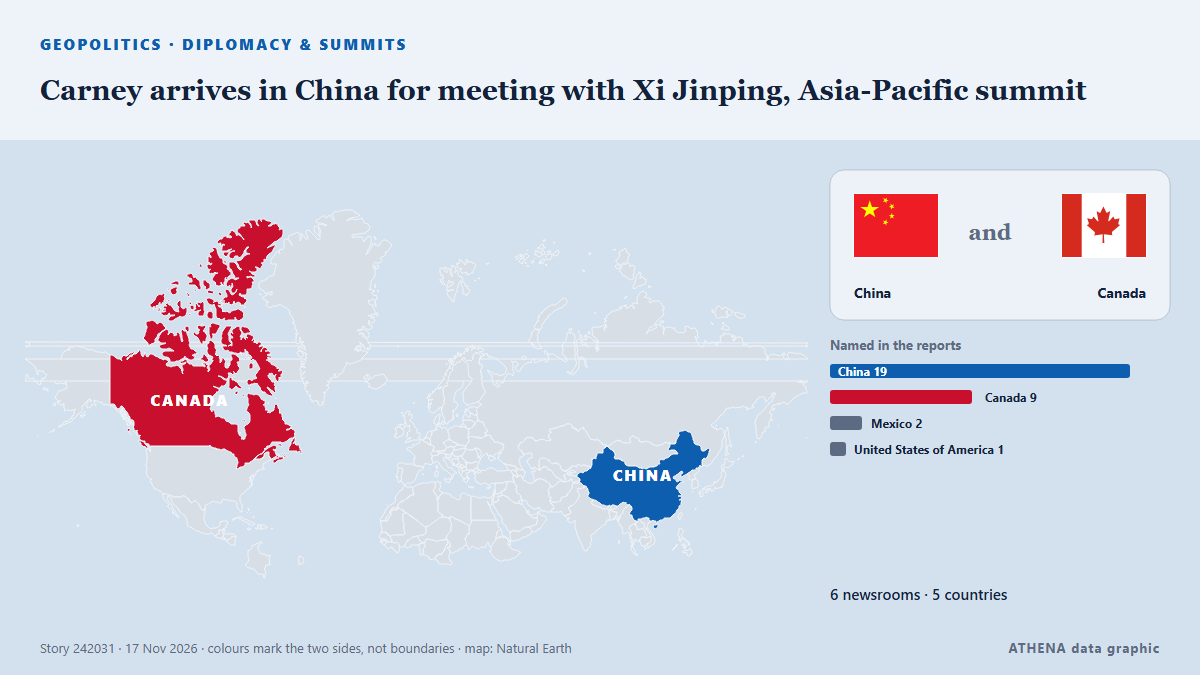 GEOPOLITICS · DIPLOMACY & SUMMITS
Carney arrives in China for meeting with Xi Jinping, Asia-Pacific summit
CANADA
CHINA
and
China
Canada
Named in the reports
China 19
Canada 9
Mexico 2
United States of America 1
6 newsrooms · 5 countries
Story 242031 · 17 Nov 2026 · colours mark the two sides, not boundaries · map: Natural Earth
ATHENA data graphic